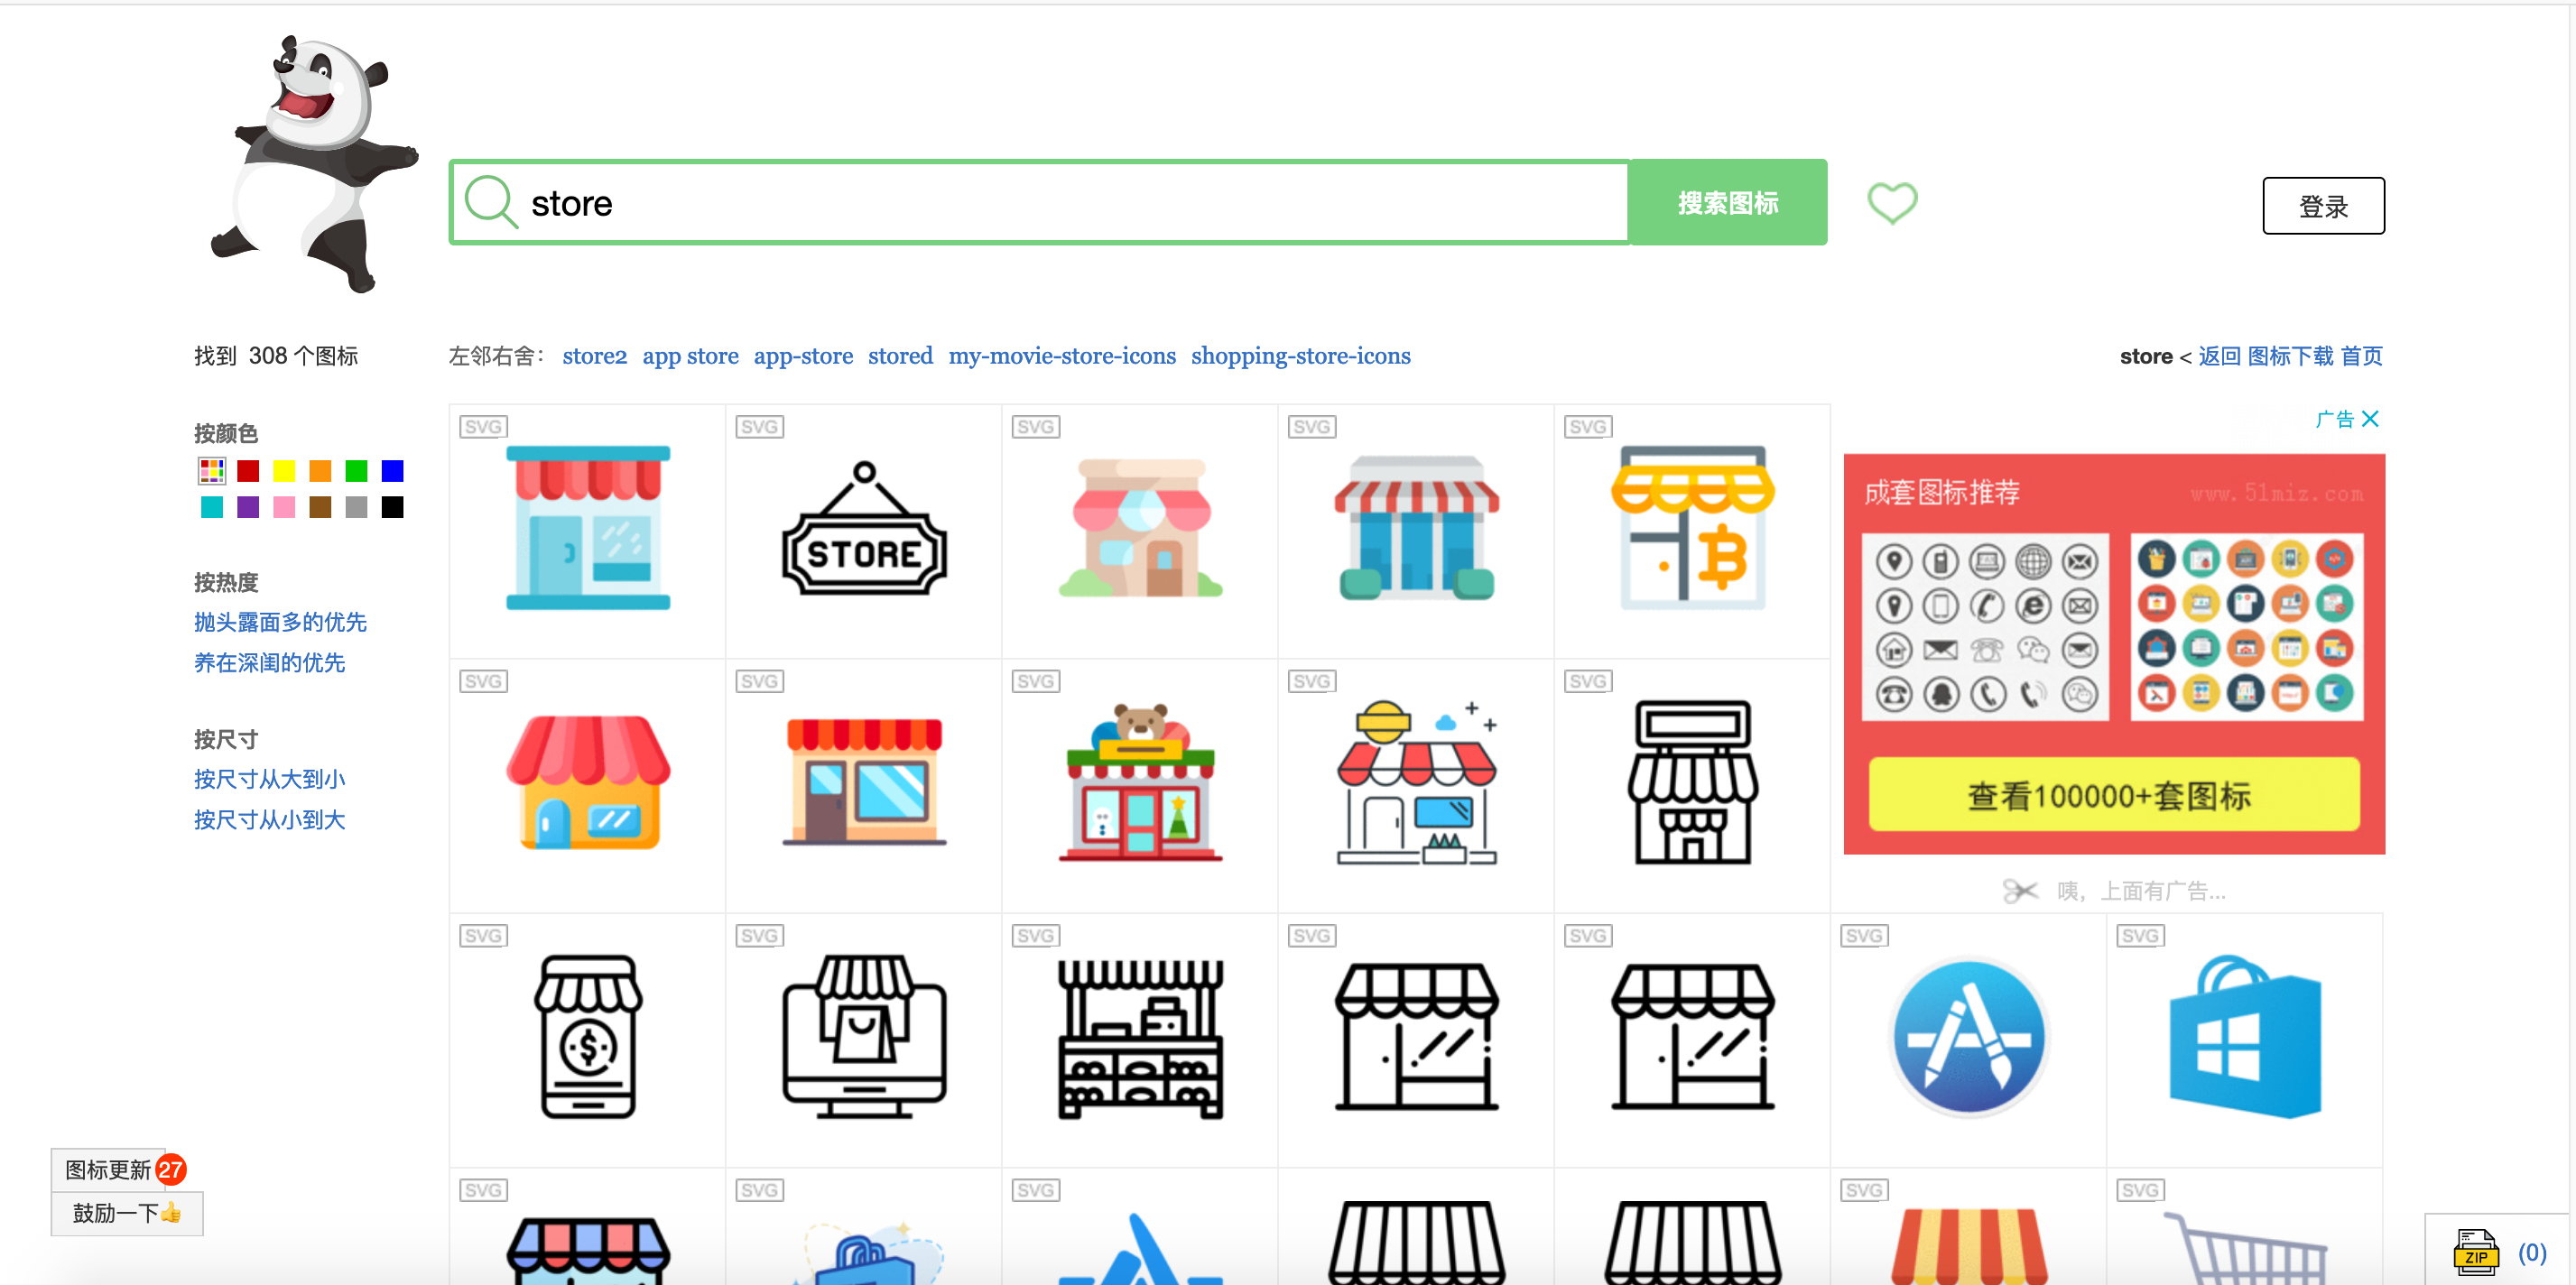 store
搜索图标
登录
找到 308 个图标
左邻右舍： store2 app store app-store stored my-movie-store-icons shopping-store-icons
store < 返回 图标下载 首页
按颜色
按热度
抛头露面多的优先
养在深闺的优先
按尺寸
按尺寸从大到小
按尺寸从小到大
SVG SVG SVG SVG SVG
STORE
广告
成套图标推荐 www.51miz.com
查看100000+套图标
咦，上面有广告...
SVG SVG SVG SVG SVG
SVG SVG SVG SVG SVG SVG SVG
SVG SVG SVG SVG SVG
图标更新 27
鼓励一下
ZIP (0)